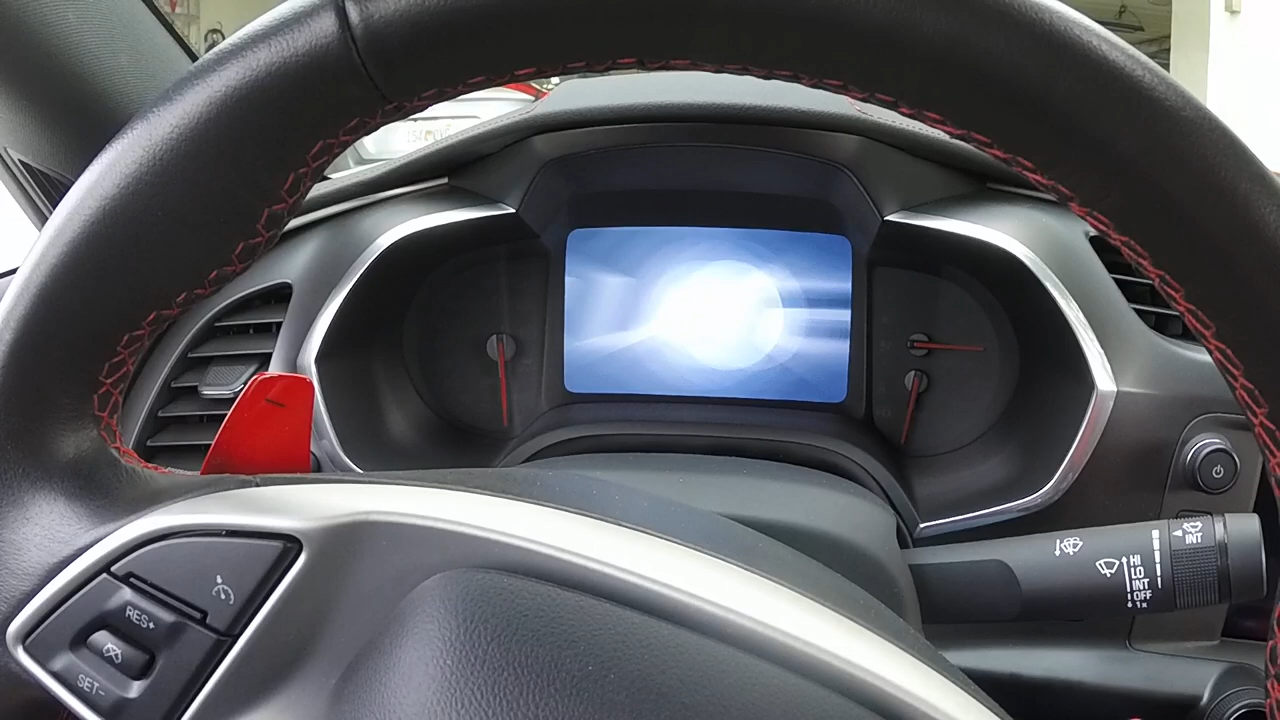 INT
HI
LO
INT
OFF
1x
RES+
SET-